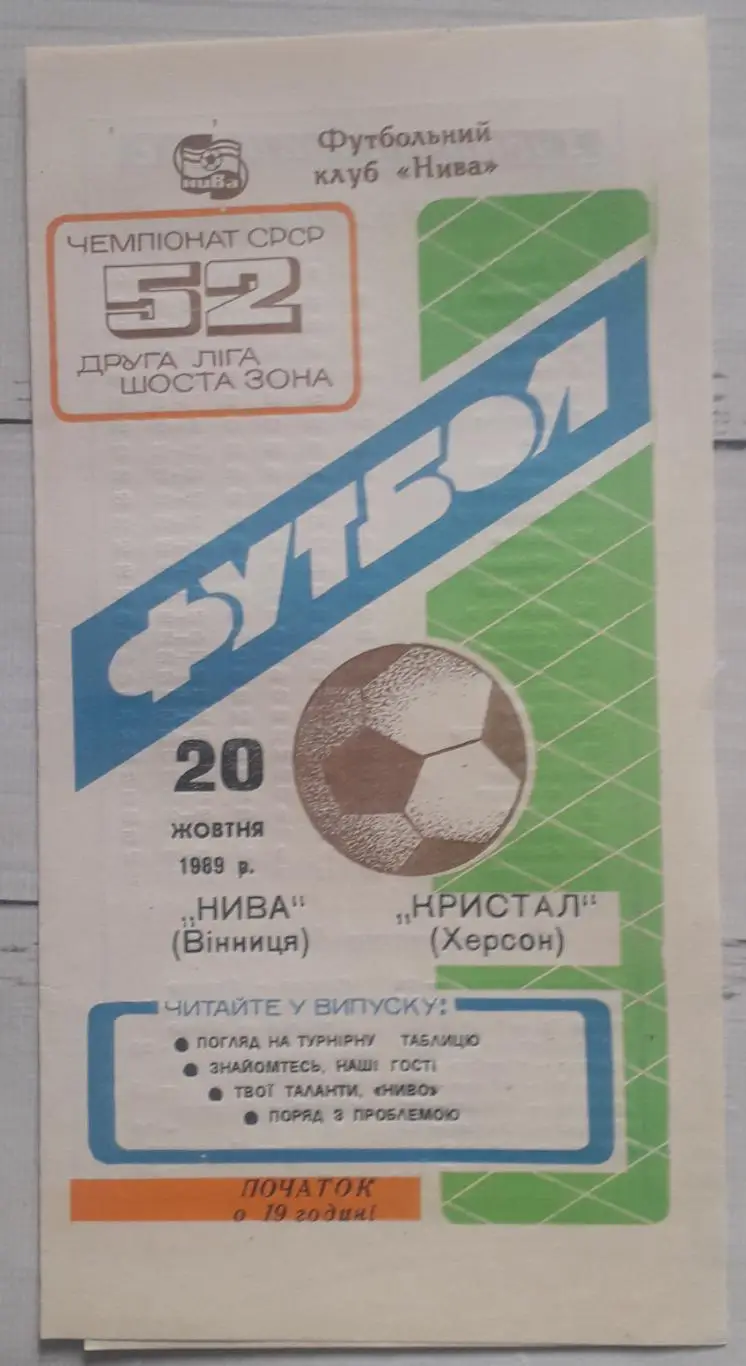 нива
Футбольний
клуб «Нива»
ЧЕМПІОНАТ СРСР
52
ДРУГА ЛІГА
ШОСТА ЗОНА
ФУТБОЛ
20
ЖОВТНЯ
1989 р.
„НИВА“
(Вінниця)
„КРИСТАЛ“
(Херсон)
ЧИТАЙТЕ У ВИПУСКУ:
● ПОГЛЯД НА ТУРНІРНУ ТАБЛИЦЮ
● ЗНАЙОМТЕСЬ, НАШІ ГОСТІ
● ТВОЇ ТАЛАНТИ, «НИВО»
● ПОРЯД З ПРОБЛЕМОЮ
ПОЧАТОК
о 19 годині